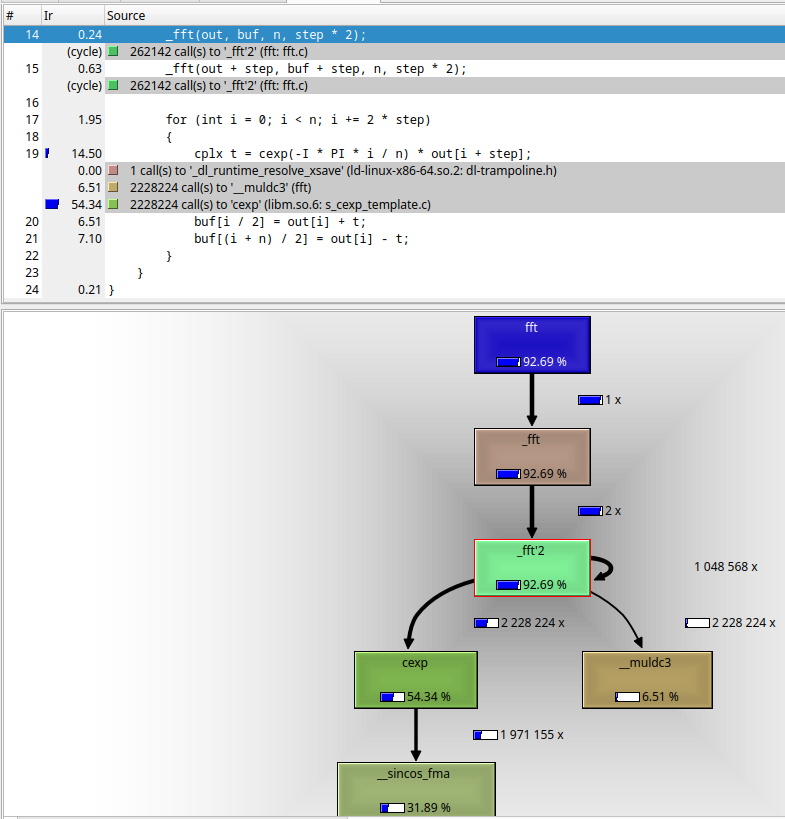 # Ir Source
14 0.24 _fft(out, buf, n, step * 2);
(cycle) 262142 call(s) to '_fft'2' (fft: fft.c)
15 0.63 _fft(out + step, buf + step, n, step * 2);
(cycle) 262142 call(s) to '_fft'2' (fft: fft.c)
16
17 1.95 for (int i = 0; i < n; i += 2 * step)
18 {
19 14.50 cplx t = cexp(-I * PI * i / n) * out[i + step];
0.00 1 call(s) to '_dl_runtime_resolve_xsave' (ld-linux-x86-64.so.2: dl-trampoline.h)
6.51 2228224 call(s) to '__muldc3' (fft)
54.34 2228224 call(s) to 'cexp' (libm.so.6: s_cexp_template.c)
20 6.51 buf[i / 2] = out[i] + t;
21 7.10 buf[(i + n) / 2] = out[i] - t;
22 }
23 }
24 0.21 }
fft
92.69 %
1 x
_fft
92.69 %
2 x
_fft'2
92.69 %
1 048 568 x
2 228 224 x
2 228 224 x
cexp
54.34 %
__muldc3
6.51 %
1 971 155 x
__sincos_fma
31.89 %